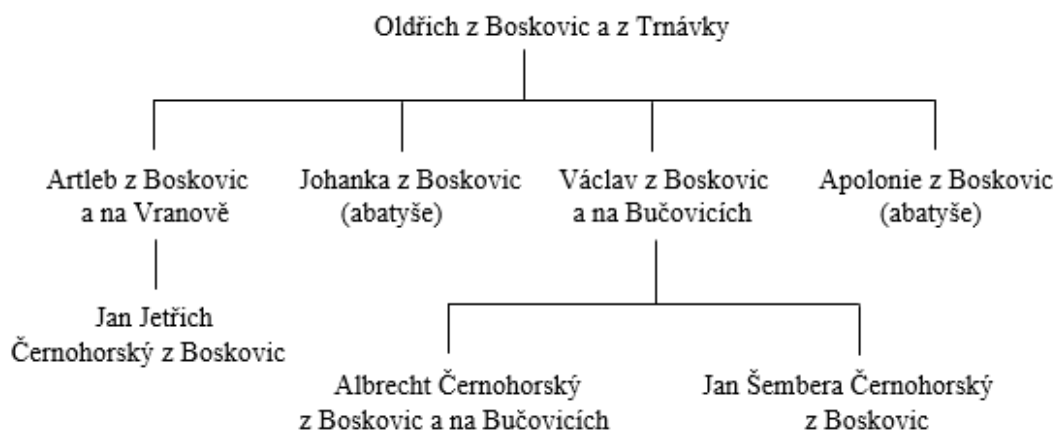 Oldřich z Boskovic a z Trnávky
Artleb z Boskovic
a na Vranově
Johanka z Boskovic
(abatyše)
Václav z Boskovic
a na Bučovicích
Apolonie z Boskovic
(abatyše)
Jan Jetřich
Černohorský z Boskovic
Albrecht Černohorský
z Boskovic a na Bučovicích
Jan Šembera Černohorský
z Boskovic